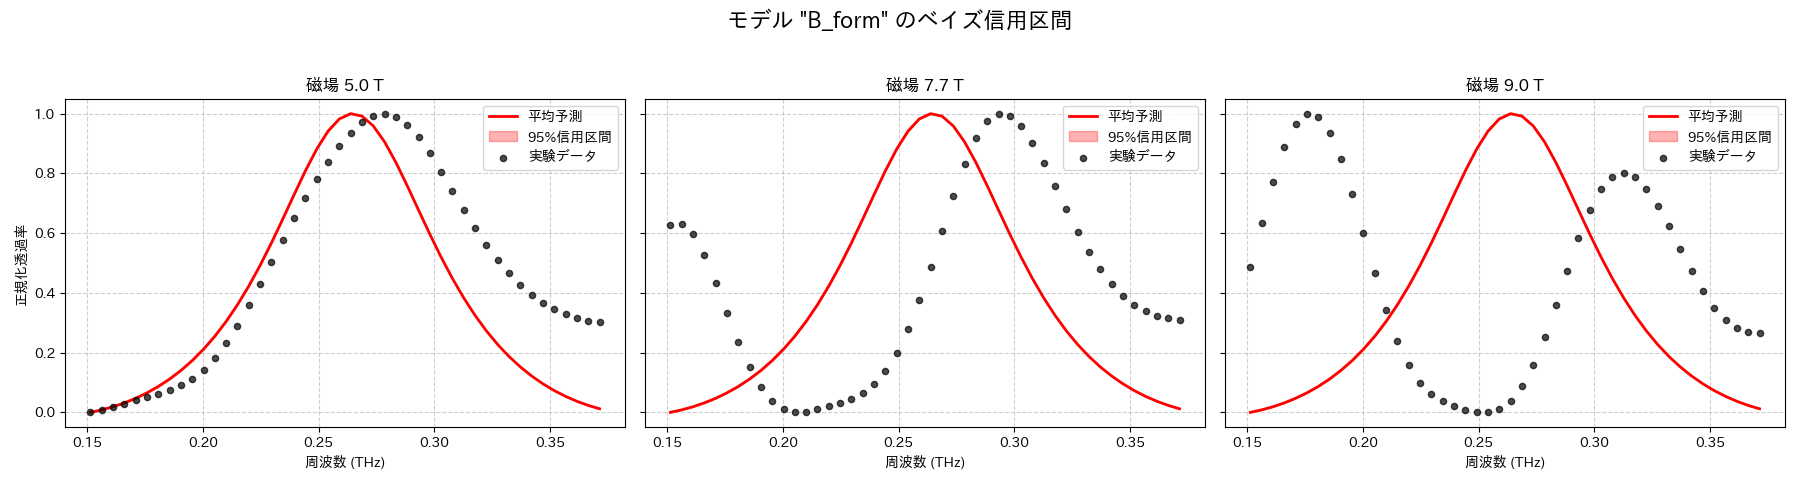 モデル "B_form" のベイズ信用区間
磁場 5.0 T
正規化透過率
1.0
0.8
0.6
0.4
0.2
0.0
平均予測
95%信用区間
実験データ
0.15
0.20
0.25
0.30
0.35
周波数 (THz)
磁場 7.7 T
平均予測
95%信用区間
実験データ
0.15
0.20
0.25
0.30
0.35
周波数 (THz)
磁場 9.0 T
平均予測
95%信用区間
実験データ
0.15
0.20
0.25
0.30
0.35
周波数 (THz)